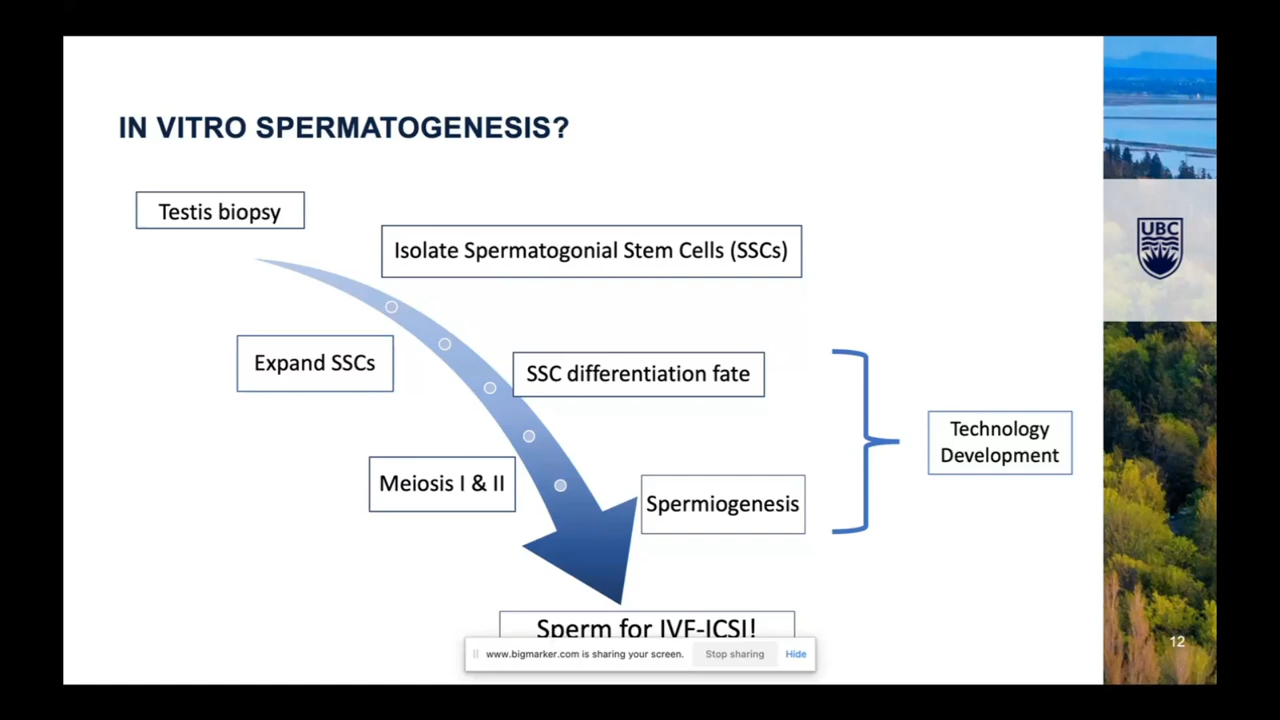 IN VITRO SPERMATOGENESIS?
Testis biopsy
Isolate Spermatogonial Stem Cells (SSCs)
Expand SSCs
SSC differentiation fate
Meiosis I & II
Spermiogenesis
Technology
Development
Sperm for IVF-ICSI!
www.bigmarker.com is sharing your screen.
Stop sharing
Hide
UBC
12